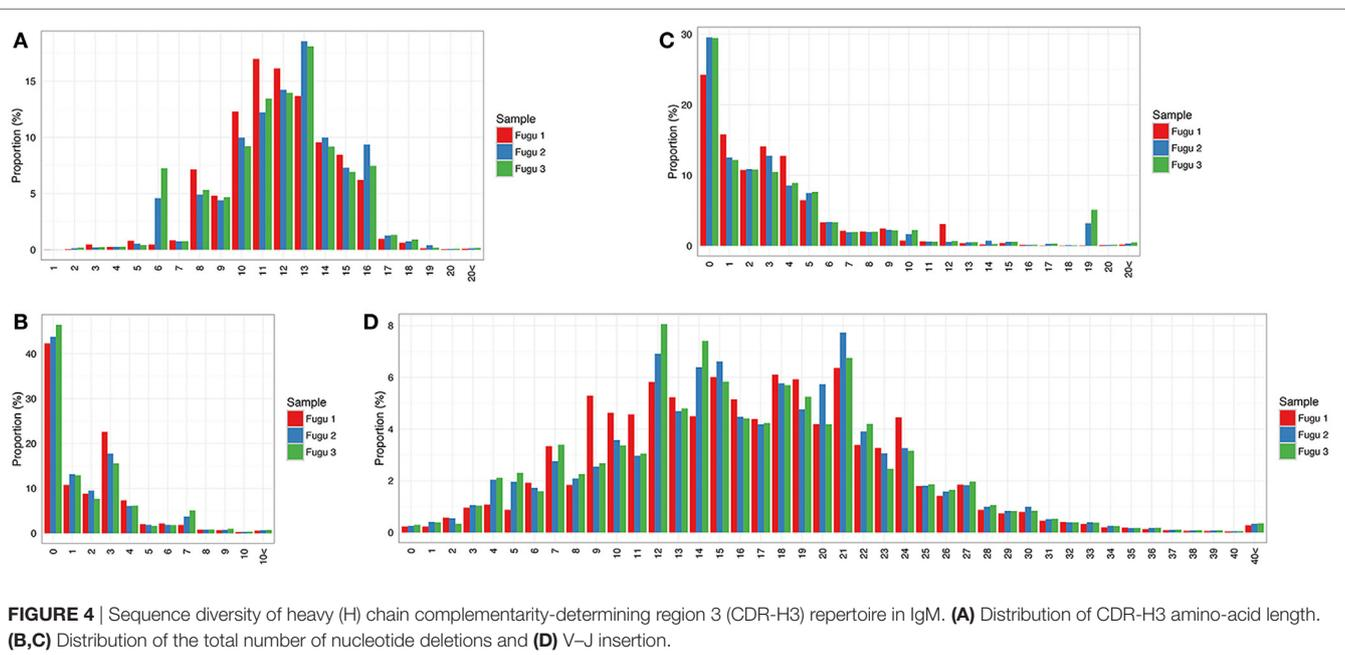 A
Proportion (%)
15
10
5
0
1 2 3 4 5 6 7 8 9 10 11 12 13 14 15 16 17 18 19 20 20<
Sample
Fugu 1
Fugu 2
Fugu 3
C
Proportion (%)
30
20
10
0
0 1 2 3 4 5 6 7 8 9 10 11 12 13 14 15 16 17 18 19 20 20<
Sample
Fugu 1
Fugu 2
Fugu 3
B
Proportion (%)
40
30
20
10
0
0 1 2 3 4 5 6 7 8 9 10 10<
Sample
Fugu 1
Fugu 2
Fugu 3
D
Proportion (%)
8
6
4
2
0
0 1 2 3 4 5 6 7 8 9 10 11 12 13 14 15 16 17 18 19 20 21 22 23 24 25 26 27 28 29 30 31 32 33 34 35 36 37 38 39 40 40<
Sample
Fugu 1
Fugu 2
Fugu 3
FIGURE 4 | Sequence diversity of heavy (H) chain complementarity-determining region 3 (CDR-H3) repertoire in IgM. (A) Distribution of CDR-H3 amino-acid length.
(B,C) Distribution of the total number of nucleotide deletions and (D) V–J insertion.